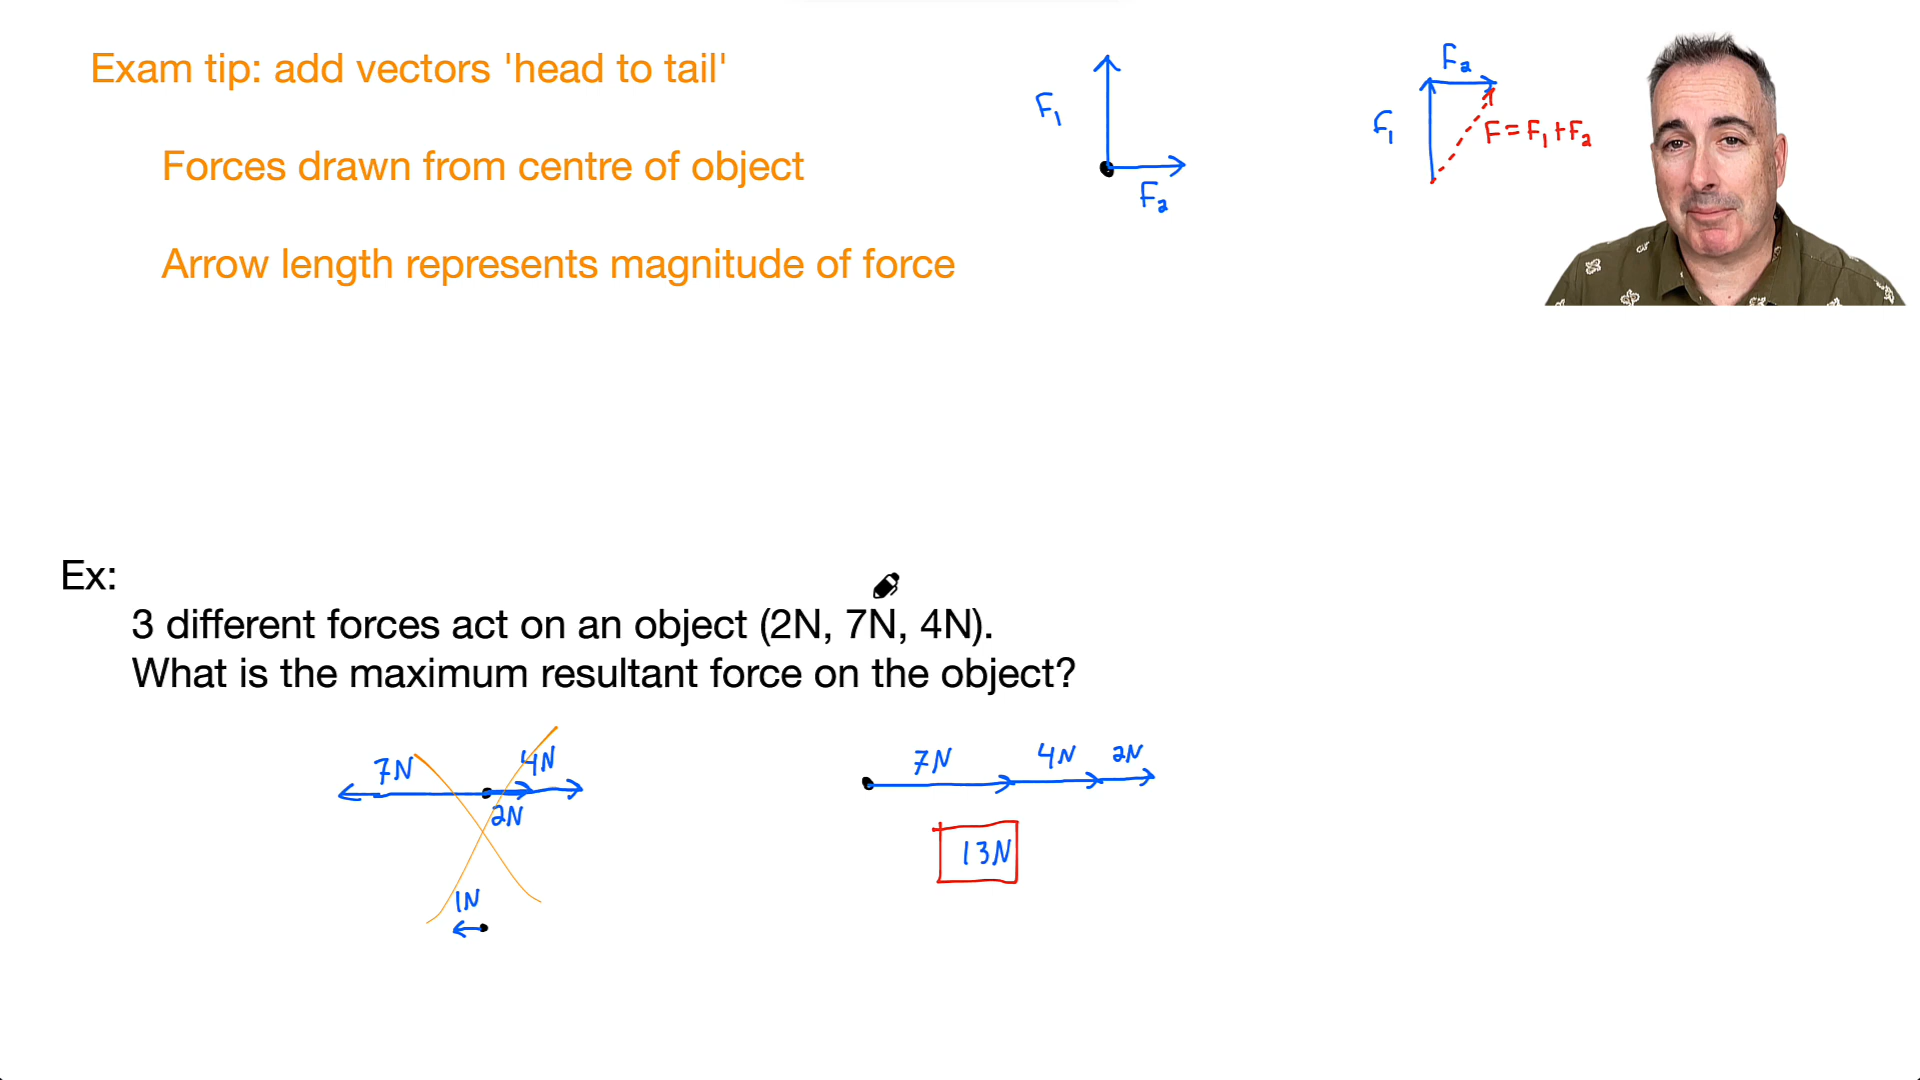 Exam tip: add vectors 'head to tail'
Forces drawn from centre of object
Arrow length represents magnitude of force
F₁
F₂
F₂
F₁
F=F₁+F₂
Ex:
3 different forces act on an object (2N, 7N, 4N).
What is the maximum resultant force on the object?
7N
4N
2N
1N
7N
4N
2N
13N